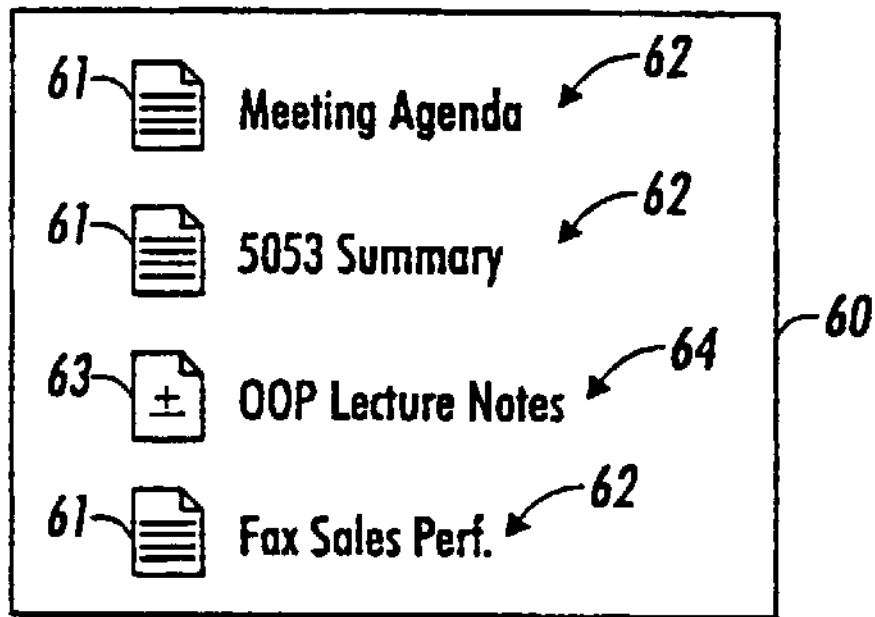 61 Meeting Agenda 62
61 5053 Summary 62
60
63 ± OOP Lecture Notes 64
61 Fax Sales Perf. 62